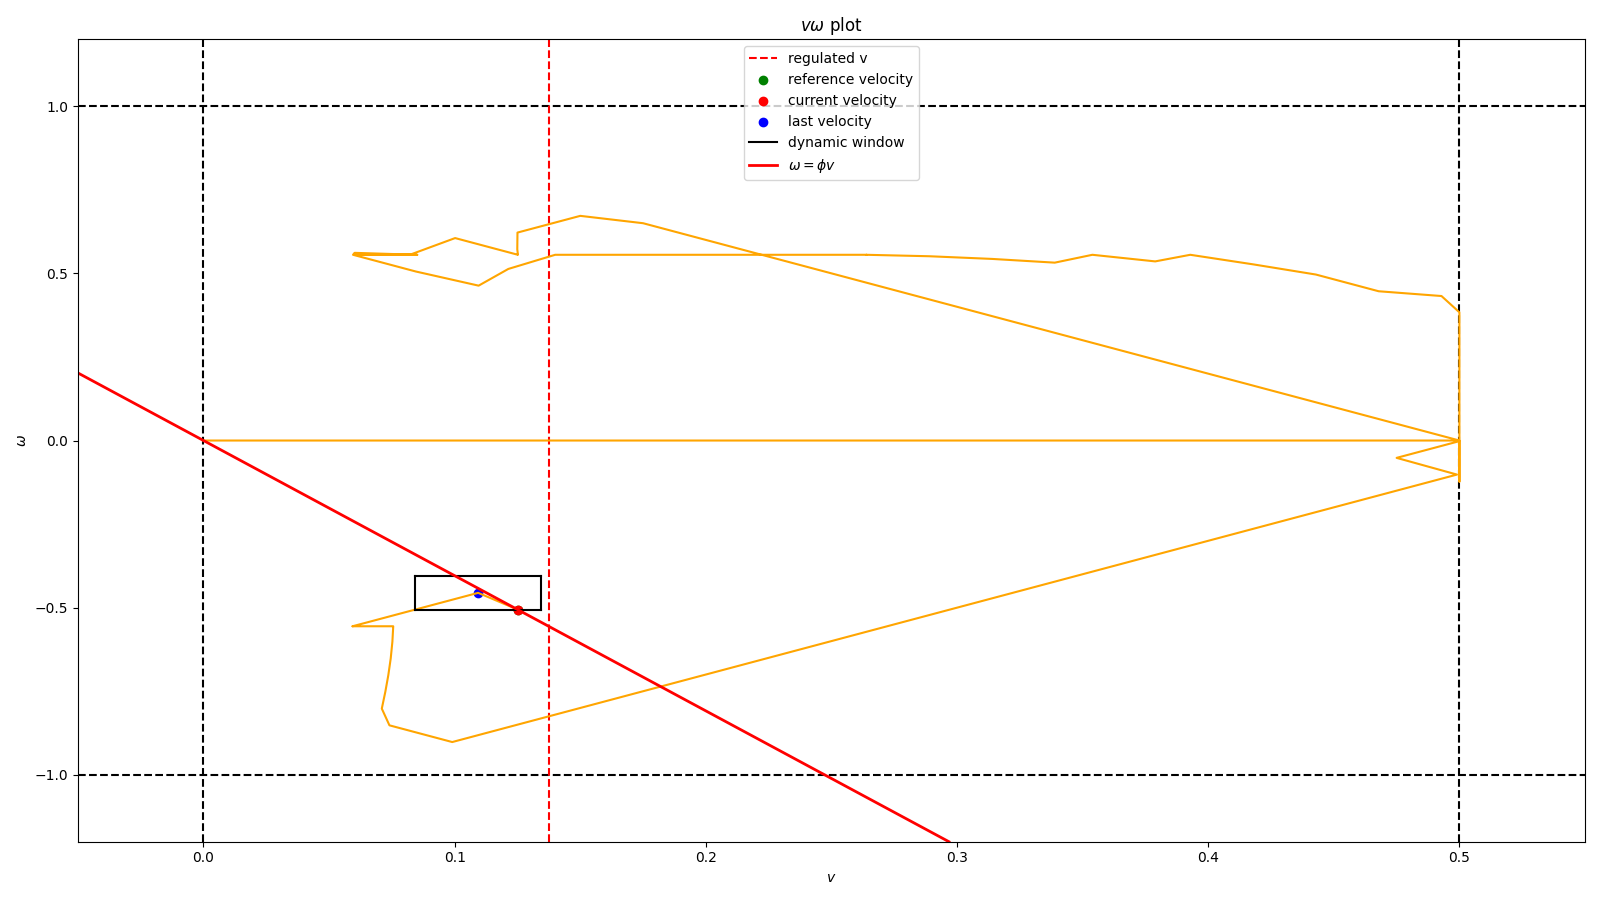 vω plot
regulated v
reference velocity
current velocity
last velocity
dynamic window
ω = ϕv
1.0
0.5
0.0
−0.5
−1.0
ω
0.0 0.1 0.2 0.3 0.4 0.5
v